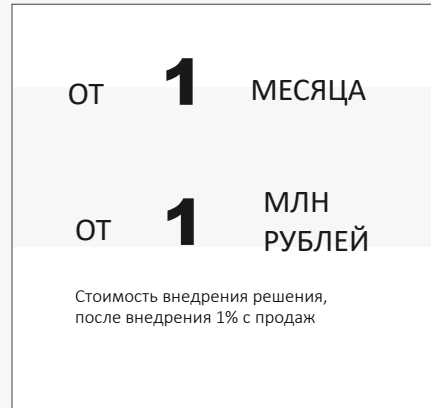 ОТ 1 МЕСЯЦА
ОТ 1 МЛН
РУБЛЕЙ
Стоимость внедрения решения,
после внедрения 1% с продаж